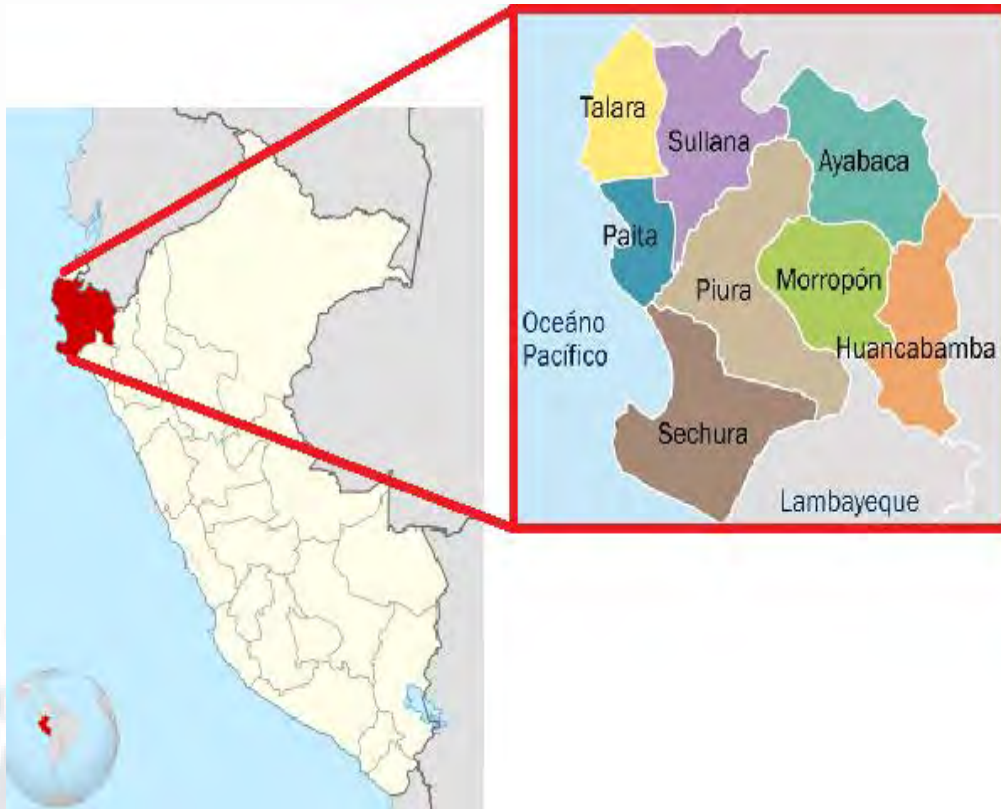 Talara
Sullana
Ayabaca
Paita
Piura
Morropón
Oceáno
Pacífico
Huancabamba
Sechura
Lambayeque